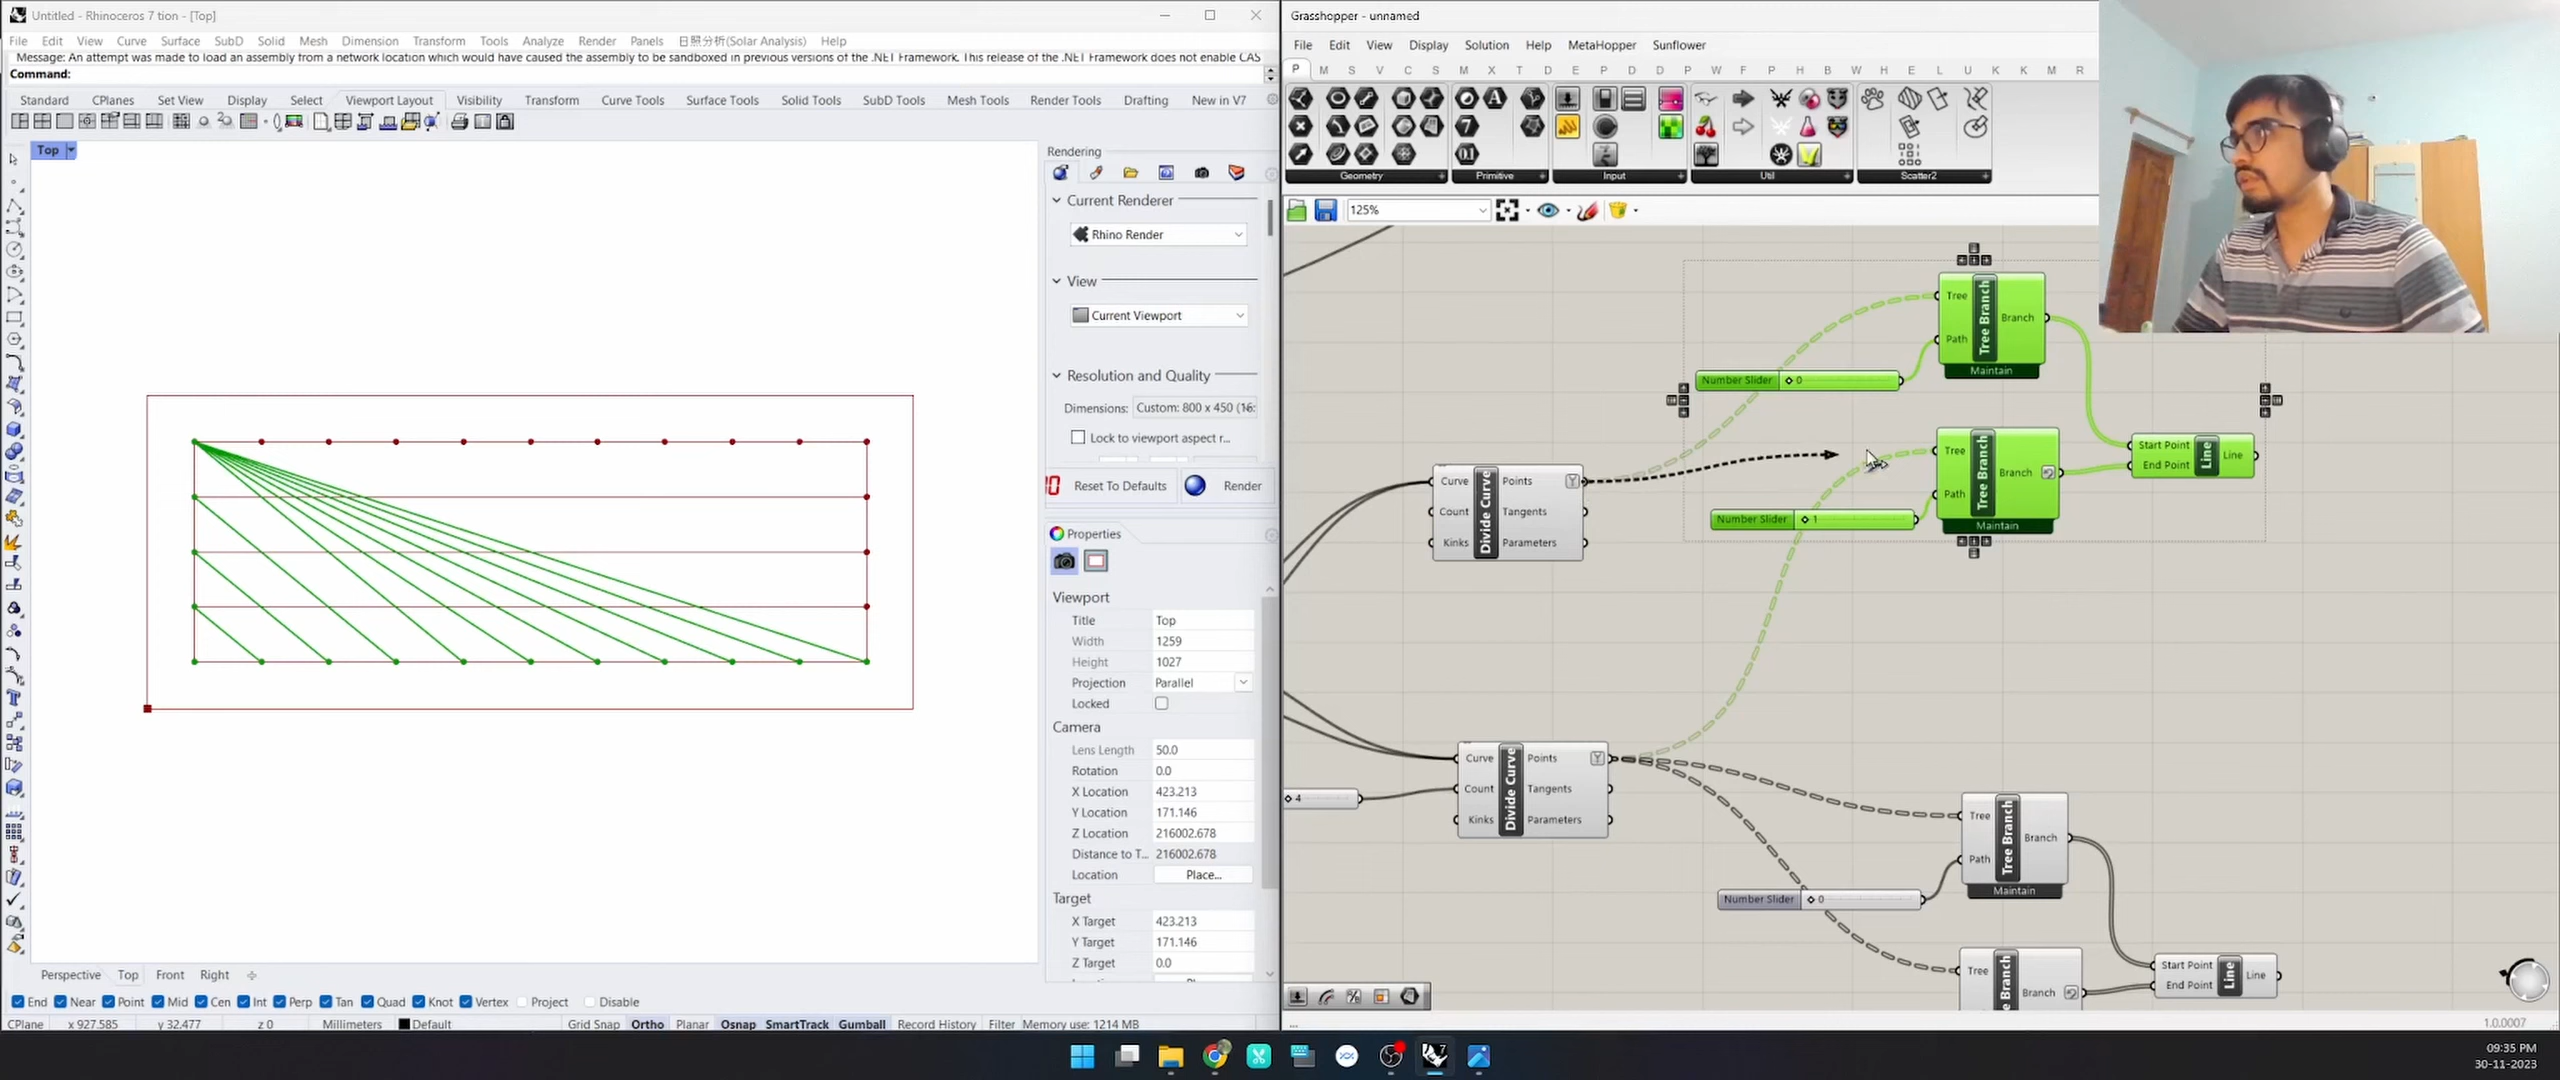 Untitled - Rhinoceros 7 tion - [Top]
File Edit View Curve Surface SubD Solid Mesh Dimension Transform Tools Analyze Render Panels 日照分析(Solar Analysis) Help
Message: An attempt was made to load an assembly from a network location which would have caused the assembly to be sandboxed in previous versions of the .NET Framework. This release of the .NET Framework does not enable CAS
Command:
Standard CPlanes Set View Display Select Viewport Layout Visibility Transform Curve Tools Surface Tools Solid Tools SubD Tools Mesh Tools Render Tools Drafting New in V7
Top
Rendering
Current Renderer
Rhino Render
View
Current Viewport
Resolution and Quality
Dimensions: Custom: 800 x 450 (16:
Lock to viewport aspect r...
Reset To Defaults Render
Properties
Viewport
Title Top
Width 1259
Height 1027
Projection Parallel
Locked
Camera
Lens Length 50.0
Rotation 0.0
X Location 423.213
Y Location 171.146
Z Location 216002.678
Distance to T... 216002.678
Location Place...
Target
X Target 423.213
Y Target 171.146
Z Target 0.0
Perspective Top Front Right
End Near Point Mid Cen Int Perp Tan Quad Knot Vertex Project Disable
CPlane x 927.585 y 32.477 z 0 Millimeters Default Grid Snap Ortho Planar Osnap SmartTrack Gumball Record History Filter Memory use: 1214 MB
Grasshopper - unnamed
File Edit View Display Solution Help MetaHopper Sunflower
P M S V C S M X T D E P D D P W F P H B W H E L U K K M R
Geometry Primitive Input Util Scatter2
125%
Tree
Path
Tree Branch
Branch
Maintain
Number Slider 0
Tree
Path
Tree Branch
Branch
Maintain
Number Slider 1
Start Point
End Point
Line
Line
Curve
Count
Kinks
Divide Curve
Points
Tangents
Parameters
4
Curve
Count
Kinks
Divide Curve
Points
Tangents
Parameters
Tree
Path
Tree Branch
Branch
Maintain
Number Slider 0
Tree
Branch
Start Point
End Point
Line
Line
1.0.0007
09:35 PM
30-11-2023